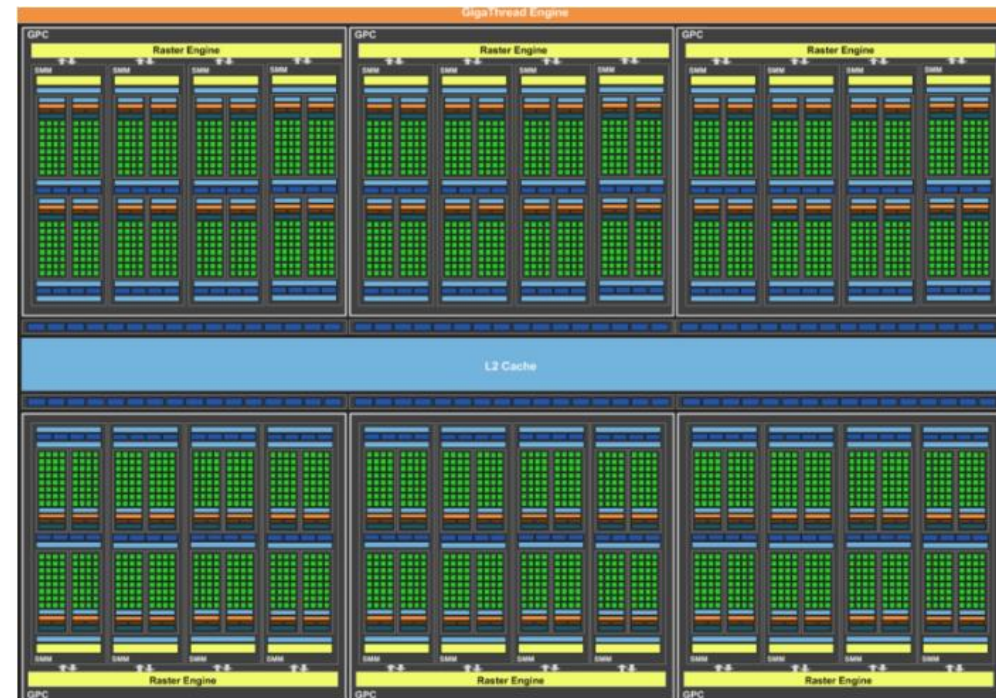 GigaThread Engine
GPC GPC GPC
Raster Engine Raster Engine Raster Engine
SMM SMM SMM SMM SMM SMM SMM SMM SMM SMM SMM SMM
L2 Cache
SMM SMM SMM SMM SMM SMM SMM SMM SMM SMM SMM SMM
Raster Engine Raster Engine Raster Engine
GPC GPC GPC